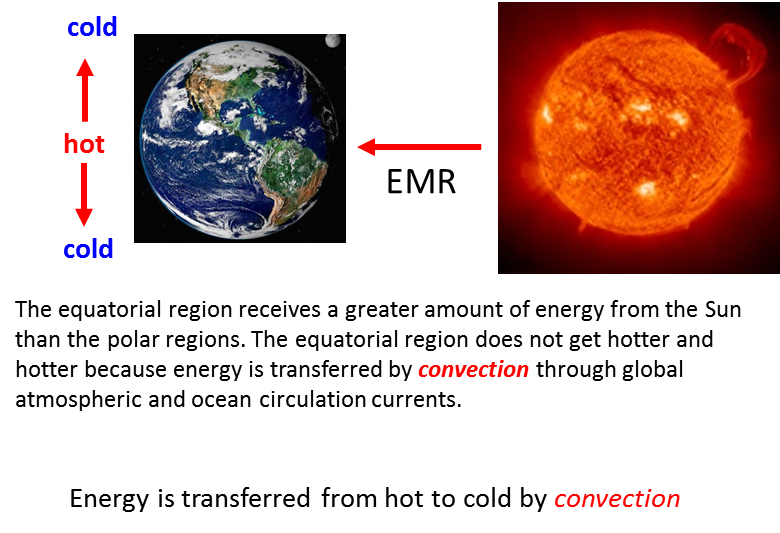 cold
hot
cold
EMR
The equatorial region receives a greater amount of energy from the Sun
than the polar regions. The equatorial region does not get hotter and
hotter because energy is transferred by convection through global
atmospheric and ocean circulation currents.
Energy is transferred from hot to cold by convection